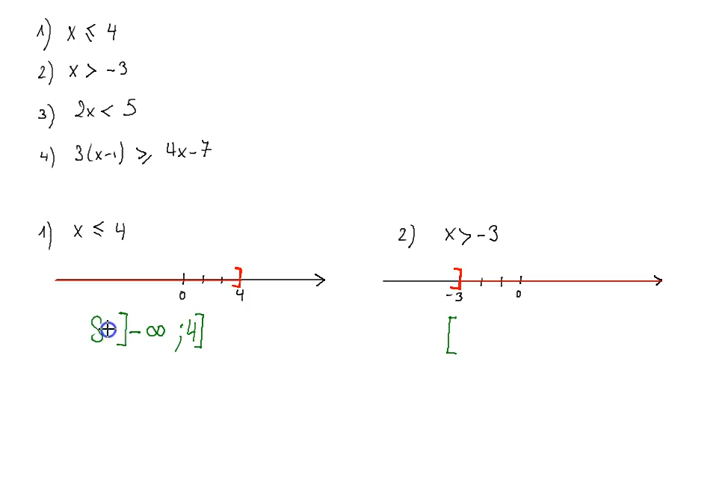 1) x ≤ 4
2) x > -3
3) 2x < 5
4) 3(x-1) ≥ 4x-7
1) x ≤ 4
2) x > -3
]
0 4
]
-3 0
S=]-∞ ;4]
[